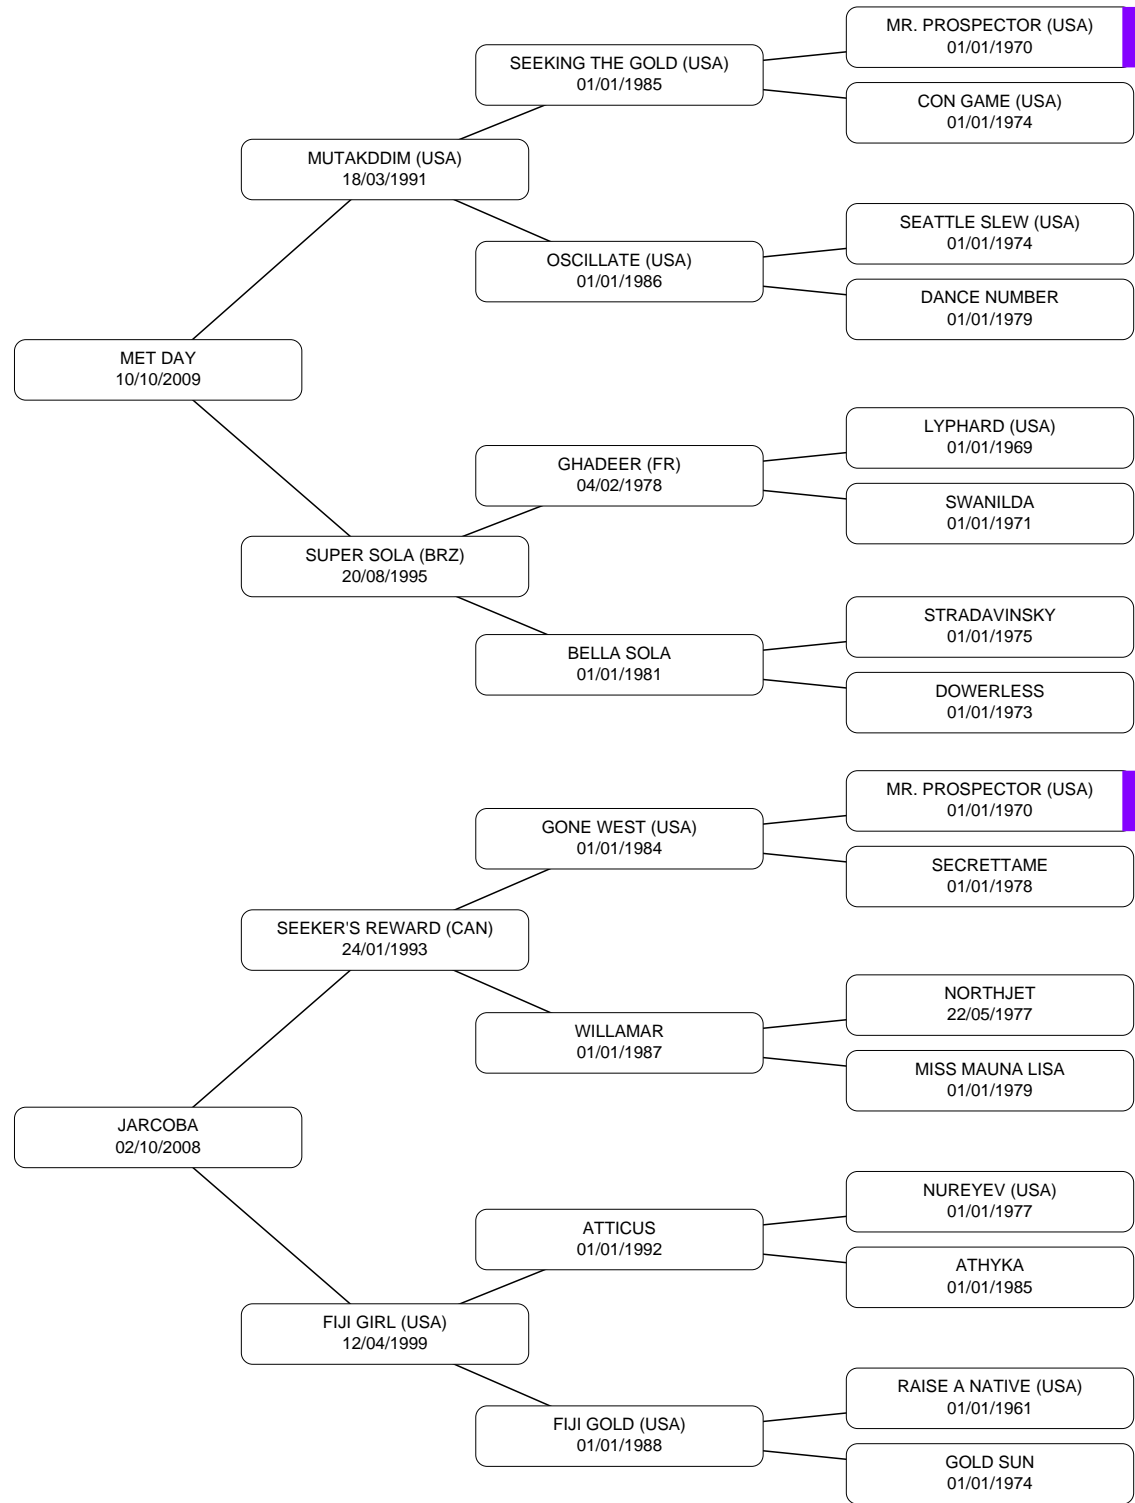 MR. PROSPECTOR (USA)
01/01/1970
SEEKING THE GOLD (USA)
01/01/1985
CON GAME (USA)
01/01/1974
MUTAKDDIM (USA)
18/03/1991
SEATTLE SLEW (USA)
01/01/1974
OSCILLATE (USA)
01/01/1986
DANCE NUMBER
01/01/1979
MET DAY
10/10/2009
LYPHARD (USA)
01/01/1969
GHADEER (FR)
04/02/1978
SWANILDA
01/01/1971
SUPER SOLA (BRZ)
20/08/1995
STRADAVINSKY
01/01/1975
BELLA SOLA
01/01/1981
DOWERLESS
01/01/1973
MR. PROSPECTOR (USA)
01/01/1970
GONE WEST (USA)
01/01/1984
SECRETTAME
01/01/1978
SEEKER'S REWARD (CAN)
24/01/1993
NORTHJET
22/05/1977
WILLAMAR
01/01/1987
MISS MAUNA LISA
01/01/1979
JARCOBA
02/10/2008
NUREYEV (USA)
01/01/1977
ATTICUS
01/01/1992
ATHYKA
01/01/1985
FIJI GIRL (USA)
12/04/1999
RAISE A NATIVE (USA)
01/01/1961
FIJI GOLD (USA)
01/01/1988
GOLD SUN
01/01/1974